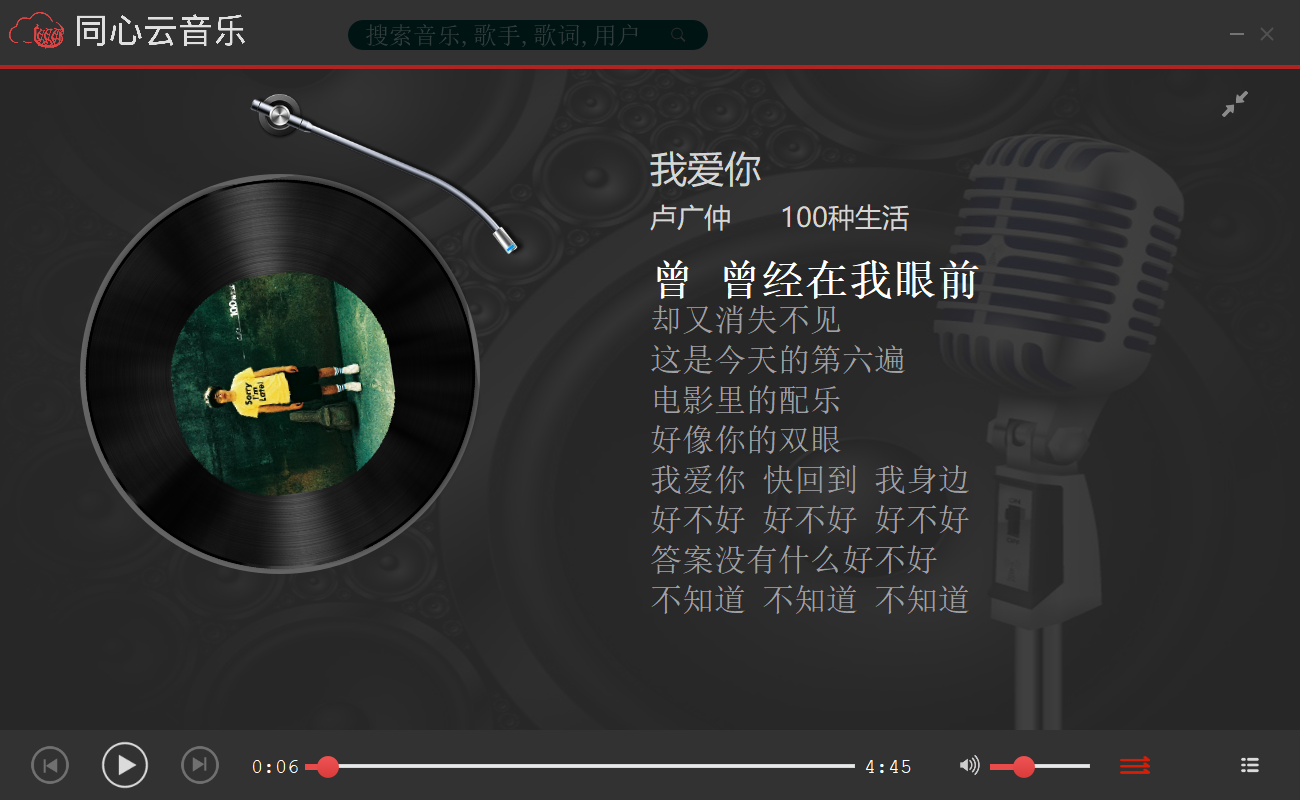 同心云音乐
搜索音乐,歌手,歌词,用户
我爱你
卢广仲 100种生活
曾 曾经在我眼前
却又消失不见
这是今天的第六遍
电影里的配乐
好像你的双眼
我爱你 快回到 我身边
好不好 好不好 好不好
答案没有什么好不好
不知道 不知道 不知道
Sorry
I'm
Late!
0:06
4:45